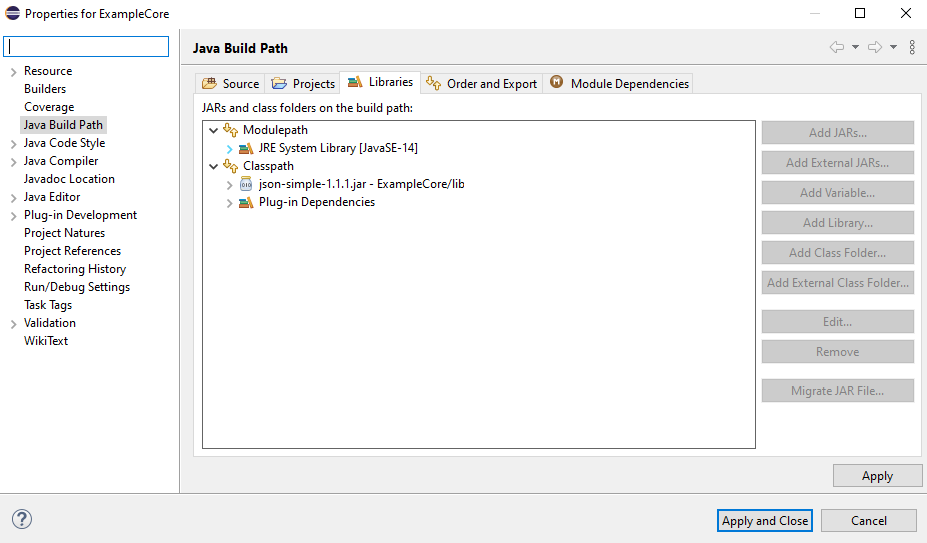 Properties for ExampleCore
Resource
Builders
Coverage
Java Build Path
Java Code Style
Java Compiler
Javadoc Location
Java Editor
Plug-in Development
Project Natures
Project References
Refactoring History
Run/Debug Settings
Task Tags
Validation
WikiText
Java Build Path
Source Projects Libraries Order and Export Module Dependencies
JARs and class folders on the build path:
Modulepath
JRE System Library [JavaSE-14]
Classpath
json-simple-1.1.1.jar - ExampleCore/lib
Plug-in Dependencies
Add JARs...
Add External JARs...
Add Variable...
Add Library...
Add Class Folder...
Add External Class Folder...
Edit...
Remove
Migrate JAR File...
Apply
Apply and Close Cancel